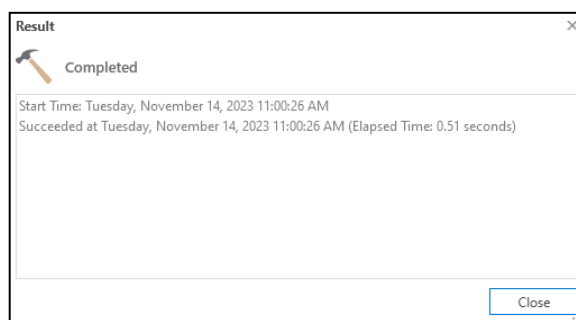 Result
Completed
Start Time: Tuesday, November 14, 2023 11:00:26 AM
Succeeded at Tuesday, November 14, 2023 11:00:26 AM (Elapsed Time: 0.51 seconds)
Close